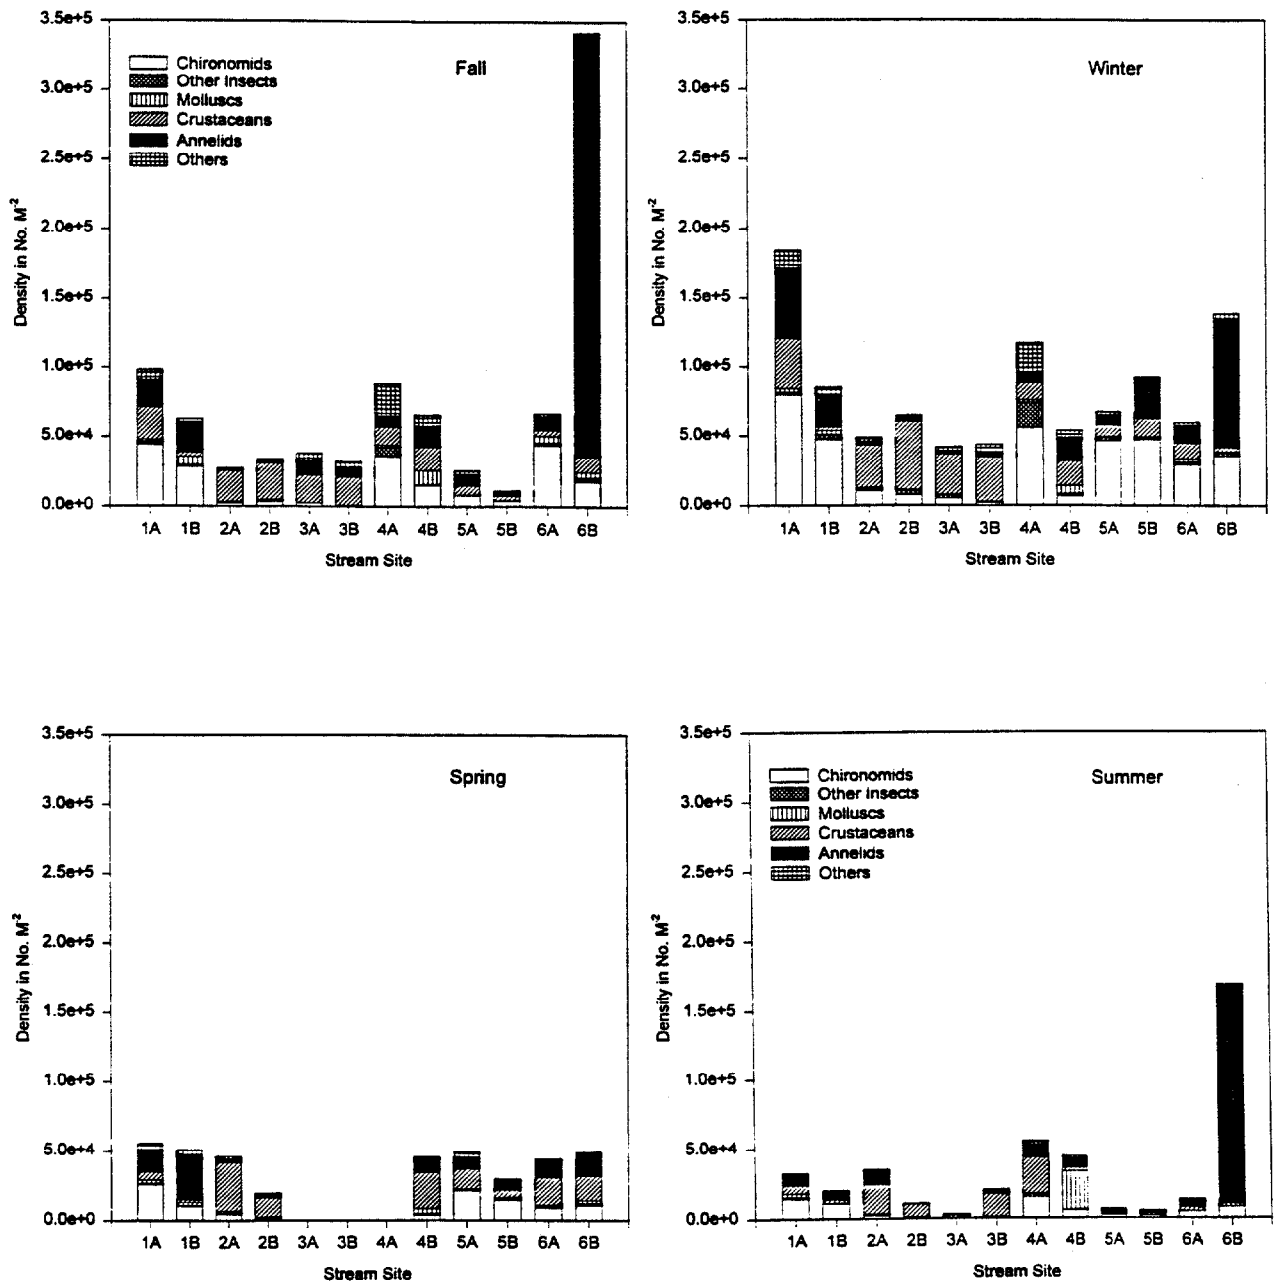 Fall
3.5e+5
3.0e+5
2.5e+5
2.0e+5
1.5e+5
1.0e+5
5.0e+4
0.0e+0
Density in No. M-2
Chironomids
Other Insects
Molluscs
Crustaceans
Annelids
Others
1A 1B 2A 2B 3A 3B 4A 4B 5A 5B 6A 6B
Stream Site
Winter
3.5e+5
3.0e+5
2.5e+5
2.0e+5
1.5e+5
1.0e+5
5.0e+4
0.0e+0
Density in No. M-2
1A 1B 2A 2B 3A 3B 4A 4B 5A 5B 6A 6B
Stream Site
Spring
3.5e+5
3.0e+5
2.5e+5
2.0e+5
1.5e+5
1.0e+5
5.0e+4
0.0e+0
Density in No. M-2
1A 1B 2A 2B 3A 3B 4A 4B 5A 5B 6A 6B
Stream Site
Summer
3.5e+5
3.0e+5
2.5e+5
2.0e+5
1.5e+5
1.0e+5
5.0e+4
0.0e+0
Density in No. M-2
Chironomids
Other Insects
Molluscs
Crustaceans
Annelids
Others
1A 1B 2A 2B 3A 3B 4A 4B 5A 5B 6A 6B
Stream Site